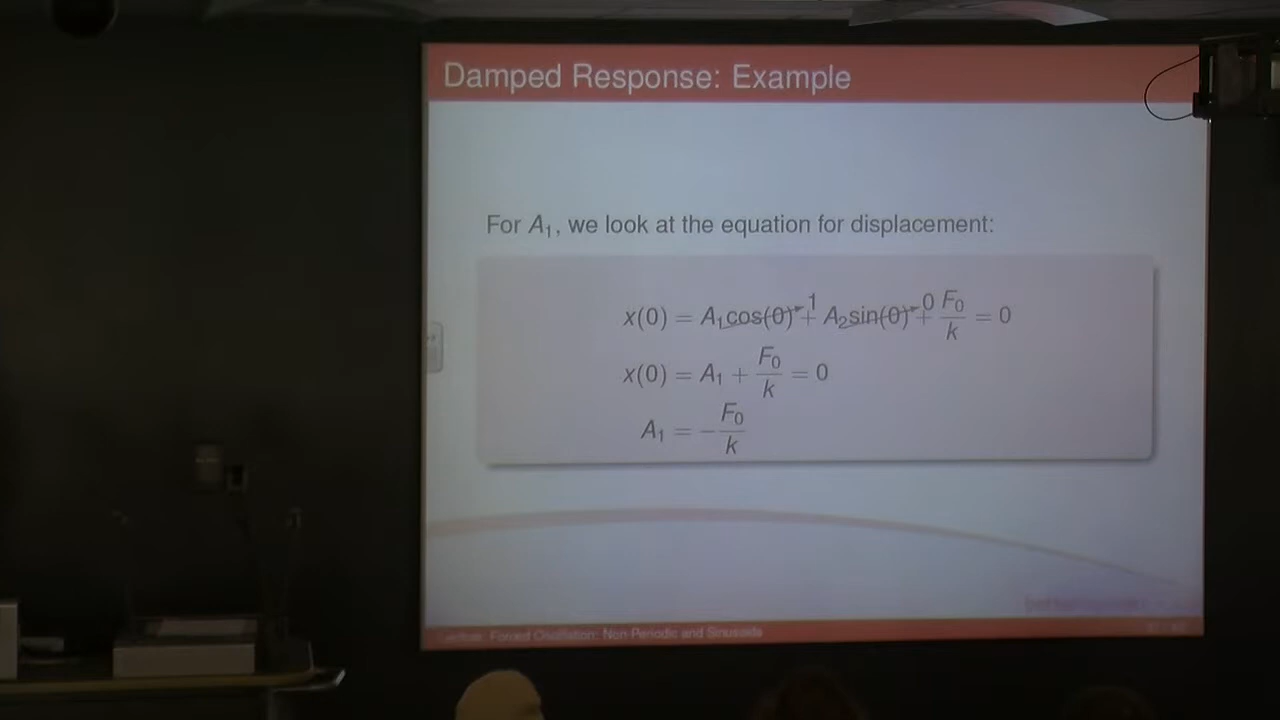 Damped Response: Example
For A₁, we look at the equation for displacement:
x(0) = A₁cos(0)¹ + A₂sin(0)⁰ + F₀/k = 0
x(0) = A₁ + F₀/k = 0
A₁ = −F₀/k
Forced Oscillation: Non-Periodic and Sinusoids